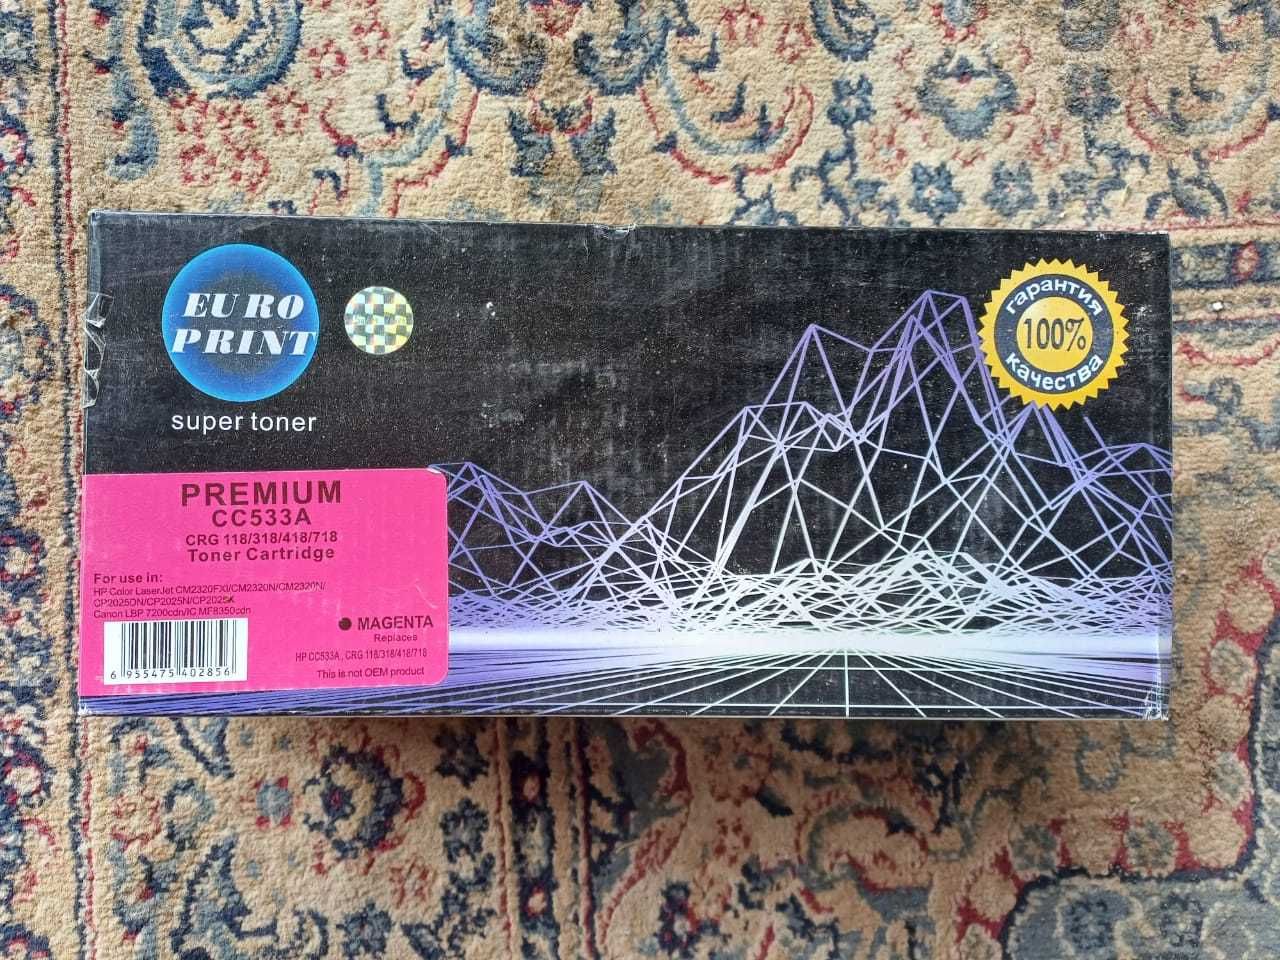 EURO
PRINT
super toner
гарантия
100%
качества
PREMIUM
CC533A
CRG 118/318/418/718
Toner Cartridge
For use in:
HP Color LaserJet CM2320FXI/CM2320N/CM2320N/
CP2025DN/CP2025N/CP2025X
Canon LBP 7200cdn/IC MF8350cdn
MAGENTA
Replaces
HP CC533A , CRG 118/318/418/718
This is not OEM product
6 955475 402856